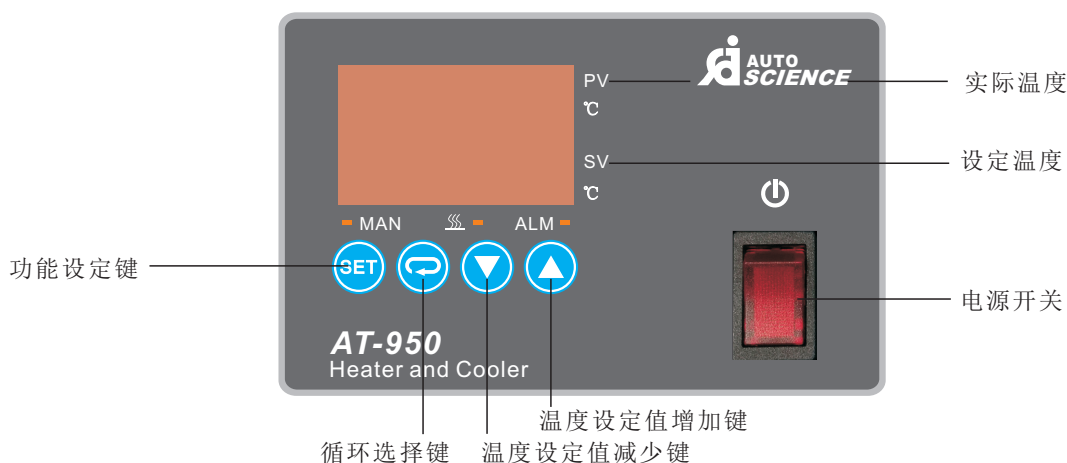 AUTO
SCIENCE
PV
实际温度
℃
SV
设定温度
℃
MAN
ALM
SET
功能设定键
电源开关
AT-950
Heater and Cooler
温度设定值增加键
循环选择键
温度设定值减少键